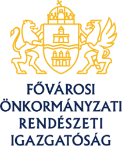 FŐVÁROSI
ÖNKORMÁNYZATI
RENDÉSZETI
IGAZGATÓSÁG